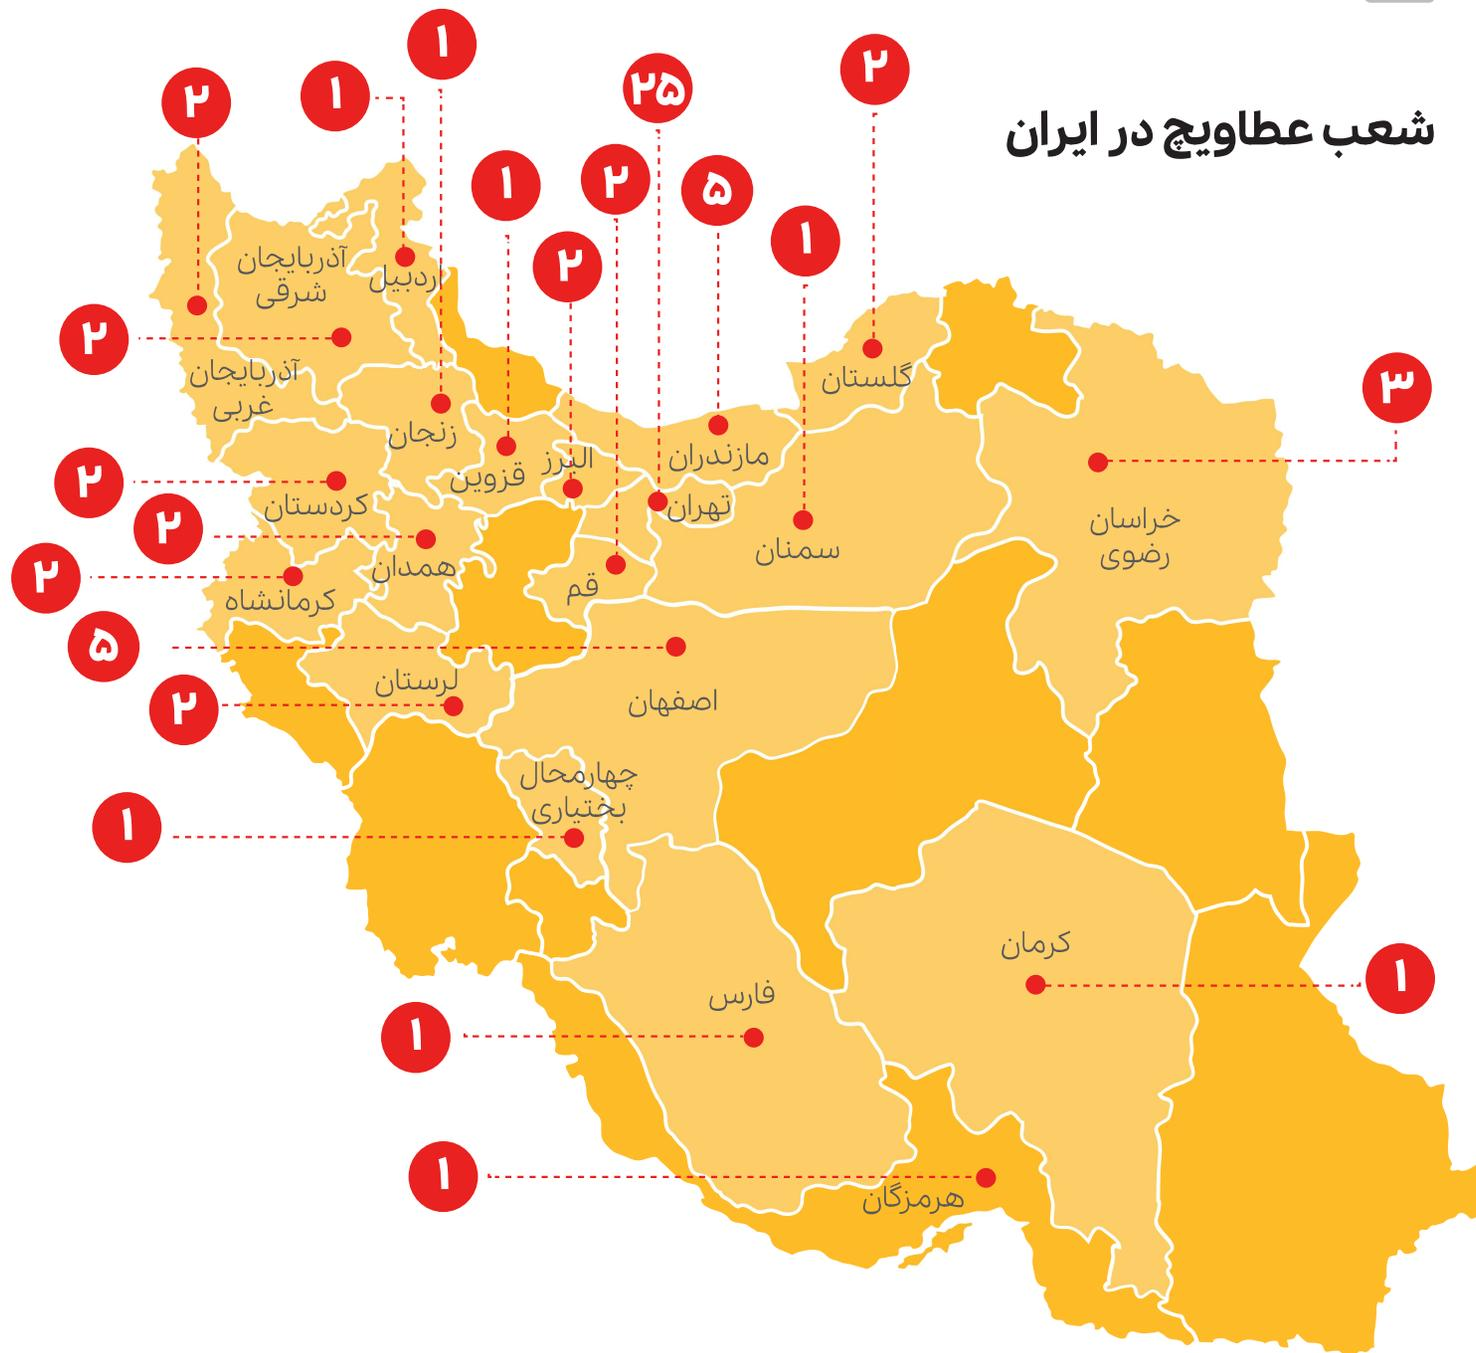 شعب عطاویچ در ایران
۱
۲
۱
۲۵
۲
۱
۲
۵
۱
۲
آذربایجان
شرقی
اردبیل
۲
آذربایجان
غربی
گلستان
۳
زنجان
قزوین
البرز
مازندران
۲
کردستان
تهران
خراسان
رضوی
۲
همدان
سمنان
۲
کرمانشاه
قم
۵
لرستان
اصفهان
۲
چهارمحال
بختیاری
۱
کرمان
۱
فارس
۱
۱
هرمزگان